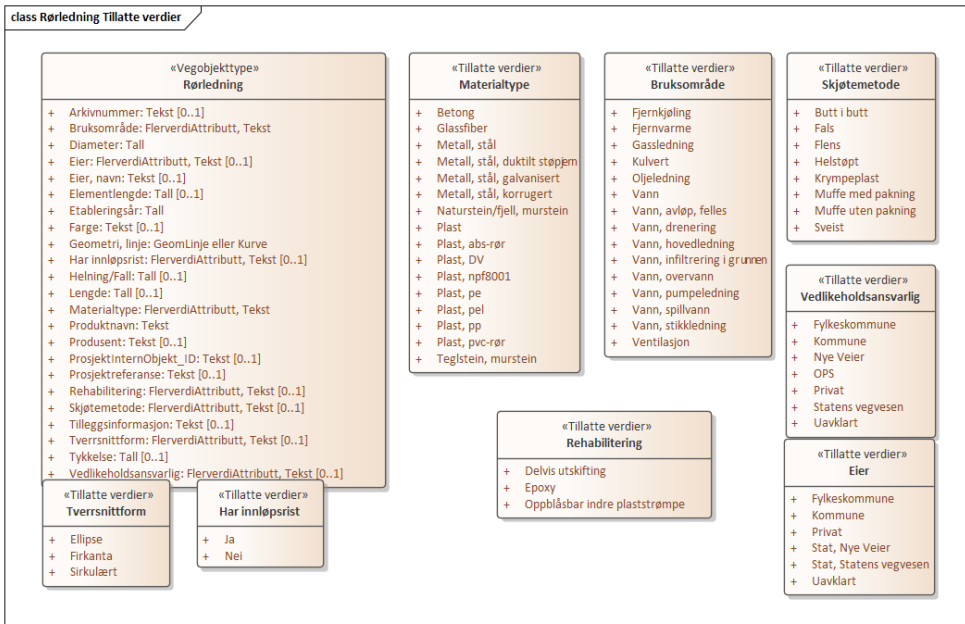 class Rørledning Tillatte verdier
«Vegobjekttype»
Rørledning
+ Arkivnummer: Tekst [0..1]
+ Bruksområde: FlerverdiAttributt, Tekst
+ Diameter: Tall
+ Eier: FlerverdiAttributt, Tekst [0..1]
+ Eier, navn: Tekst [0..1]
+ Elementlengde: Tall [0..1]
+ Etableringsår: Tall
+ Farge: Tekst [0..1]
+ Geometri, linje: GeomLinje eller Kurve
+ Har innløpsrist: FlerverdiAttributt, Tekst [0..1]
+ Helning/Fall: Tall [0..1]
+ Lengde: Tall [0..1]
+ Materialtype: FlerverdiAttributt, Tekst
+ Produktnavn: Tekst
+ Produsent: Tekst [0..1]
+ ProsjektInternObjekt_ID: Tekst [0..1]
+ Prosjektreferanse: Tekst [0..1]
+ Rehabilitering: FlerverdiAttributt, Tekst [0..1]
+ Skjøtemetode: FlerverdiAttributt, Tekst [0..1]
+ Tilleggsinformasjon: Tekst [0..1]
+ Tverrsnittform: FlerverdiAttributt, Tekst [0..1]
+ Tykkelse: Tall [0..1]
+ Vedlikeholdsansvarlig: FlerverdiAttributt, Tekst [0..1]
«Tillatte verdier»
Materialtype
+ Betong
+ Glassfiber
+ Metall, stål
+ Metall, stål, duktilt støpejern
+ Metall, stål, galvanisert
+ Metall, stål, korrugert
+ Naturstein/fjell, murstein
+ Plast
+ Plast, abs-rør
+ Plast, DV
+ Plast, npf8001
+ Plast, pe
+ Plast, pel
+ Plast, pp
+ Plast, pvc-rør
+ Teglstein, murstein
«Tillatte verdier»
Bruksområde
+ Fjernkjøling
+ Fjernvarme
+ Gassledning
+ Kulvert
+ Oljeledning
+ Vann
+ Vann, avløp, felles
+ Vann, drenering
+ Vann, hovedledning
+ Vann, infiltrering i grunnen
+ Vann, overvann
+ Vann, pumpeledning
+ Vann, spillvann
+ Vann, stikkledning
+ Ventilasjon
«Tillatte verdier»
Skjøtemetode
+ Butt i butt
+ Fals
+ Flens
+ Helstøpt
+ Krympeplast
+ Muffe med pakning
+ Muffe uten pakning
+ Sveist
«Tillatte verdier»
Vedlikeholdsansvarlig
+ Fylkeskommune
+ Kommune
+ Nye Veier
+ OPS
+ Privat
+ Statens vegvesen
+ Uavklart
«Tillatte verdier»
Rehabilitering
+ Delvis utskifting
+ Epoxy
+ Oppblåsbar indre plaststrømpe
«Tillatte verdier»
Eier
+ Fylkeskommune
+ Kommune
+ Privat
+ Stat, Nye Veier
+ Stat, Statens vegvesen
+ Uavklart
«Tillatte verdier»
Tverrsnittform
+ Ellipse
+ Firkanta
+ Sirkulært
«Tillatte verdier»
Har innløpsrist
+ Ja
+ Nei